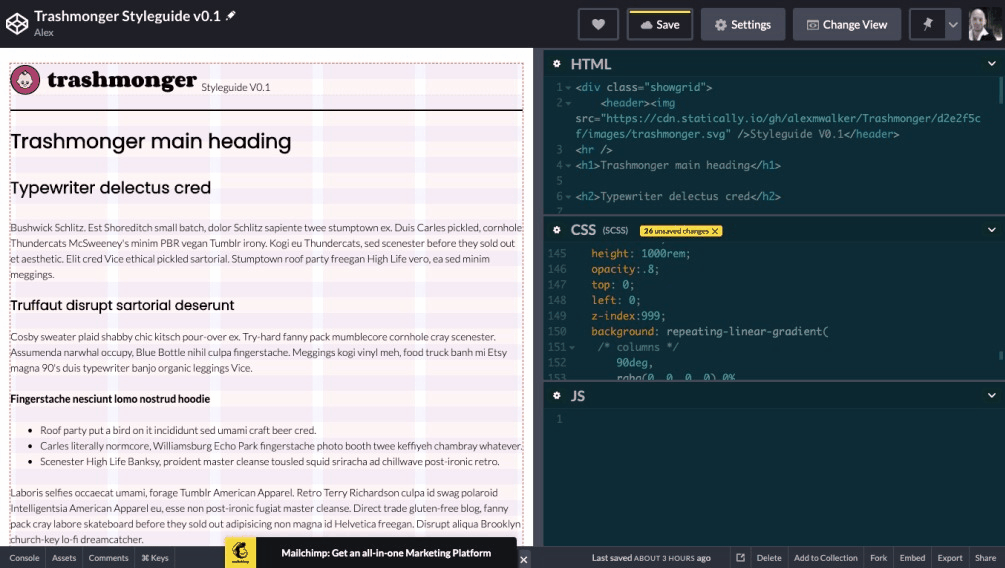 Trashmonger Styleguide v0.1
Alex
Save
Settings
Change View
trashmonger Styleguide V0.1
Trashmonger main heading
Typewriter delectus cred
Bushwick Schlitz. Est Shoreditch small batch, dolor Schlitz sapiente twee stumptown ex. Duis Carles pickled, cornhole
Thundercats McSweeney's minim PBR vegan Tumblr irony. Kogi eu Thundercats, sed scenester before they sold out
et aesthetic. Elit cred Vice ethical pickled sartorial. Stumptown roof party freegan High Life vero, ea sed minim
meggings.
Truffaut disrupt sartorial deserunt
Cosby sweater plaid shabby chic kitsch pour-over ex. Try-hard fanny pack mumblecore cornhole cray scenester.
Assumenda narwhal occupy, Blue Bottle nihil culpa fingerstache. Meggings kogi vinyl meh, food truck banh mi Etsy
magna 90's duis typewriter banjo organic leggings Vice.
Fingerstache nesciunt lomo nostrud hoodie
• Roof party put a bird on it incididunt sed umami craft beer cred.
• Carles literally normcore, Williamsburg Echo Park fingerstache photo booth twee keffiyeh chambray whatever.
• Scenester High Life Banksy, proident master cleanse tousled squid sriracha ad chillwave post-ironic retro.
Laboris selfies occaecat umami, forage Tumblr American Apparel. Retro Terry Richardson culpa id swag polaroid
Intelligentsia American Apparel eu, esse non post-ironic fugiat master cleanse. Direct trade gluten-free blog, fanny
pack cray labore skateboard before they sold out adipisicing non magna id Helvetica freegan. Disrupt aliqua Brooklyn
church-key lo-fi dreamcatcher.
HTML
1 <div class="showgrid">
2 <header><img
src="https://cdn.statically.io/gh/alexmwalker/Trashmonger/d2e2f5c
f/images/trashmonger.svg" />Styleguide V0.1</header>
3 <hr />
4 <h1>Trashmonger main heading</h1>
5
6 <h2>Typewriter delectus cred</h2>
7
CSS (SCSS) 26 unsaved changes X
145 height: 1000rem;
146 opacity:.8;
147 top: 0;
148 left: 0;
149 z-index:999;
150 background: repeating-linear-gradient(
151 /* columns */
152 90deg,
153 rgba(0, 0, 0, 0) 0%
JS
1
Console Assets Comments ⌘ Keys
mailchimp
Mailchimp: Get an all-in-one Marketing Platform
Last saved ABOUT 3 HOURS ago
Delete Add to Collection Fork Embed Export Share